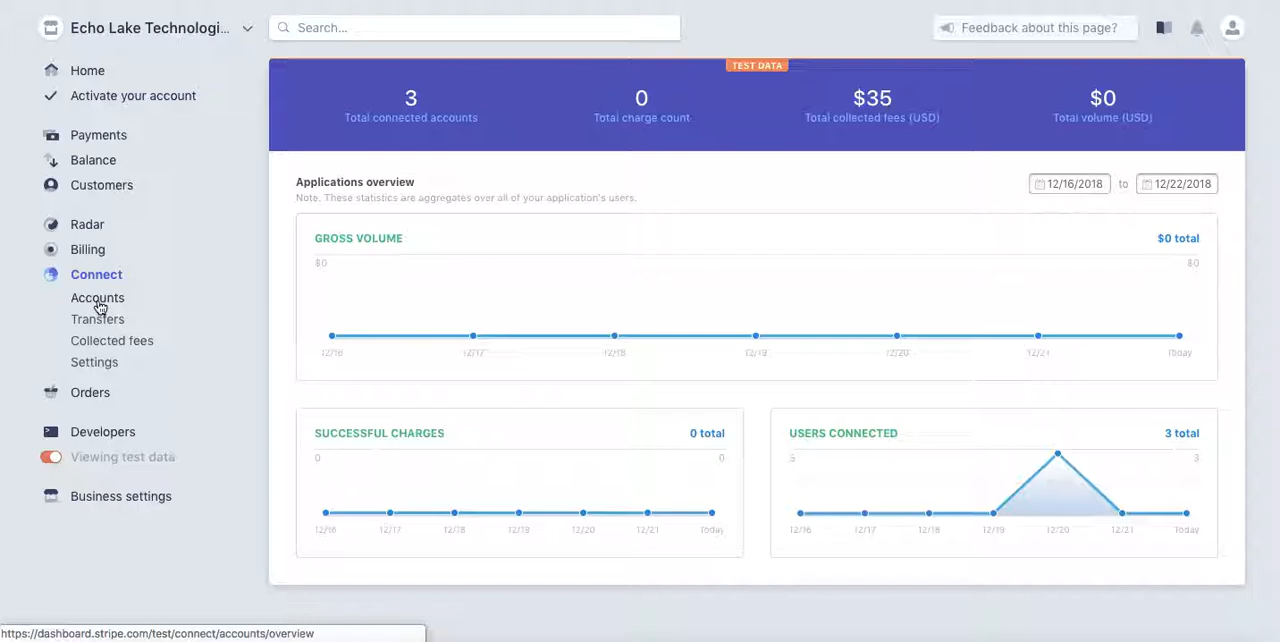 Echo Lake Technologi...
Search...
Feedback about this page?
Home
Activate your account
Payments
Balance
Customers
Radar
Billing
Connect
Accounts
Transfers
Collected fees
Settings
Orders
Developers
Viewing test data
Business settings
TEST DATA
3 0 $35 $0
Total connected accounts Total charge count Total collected fees (USD) Total volume (USD)
Applications overview
12/16/2018 to 12/22/2018
Note. These statistics are aggregates over all of your application's users.
GROSS VOLUME $0 total
$0 $0
12/16 12/17 12/18 12/19 12/20 12/21 Today
SUCCESSFUL CHARGES 0 total
0 0
12/16 12/17 12/18 12/19 12/20 12/21 Today
USERS CONNECTED 3 total
5 3
12/16 12/17 12/18 12/19 12/20 12/21 Today
https://dashboard.stripe.com/test/connect/accounts/overview